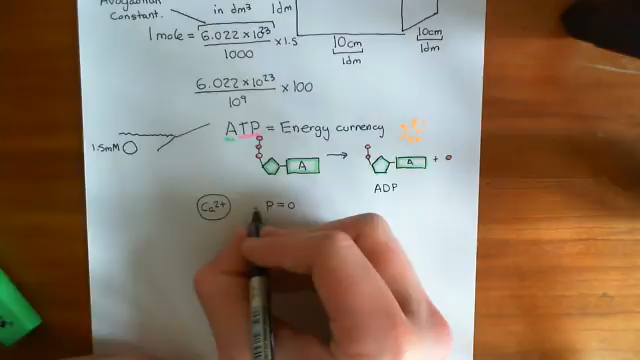 Avogadro
Constant.
in dm³ 1dm
1 mole = 6.022 × 10²³ × 1.5
1000
10cm
1dm
10cm
1dm
6.022 × 10²³ × 100
10⁹
ATP = Energy currency
1.5mM
A
A
+
ADP
Ca²⁺
P = O